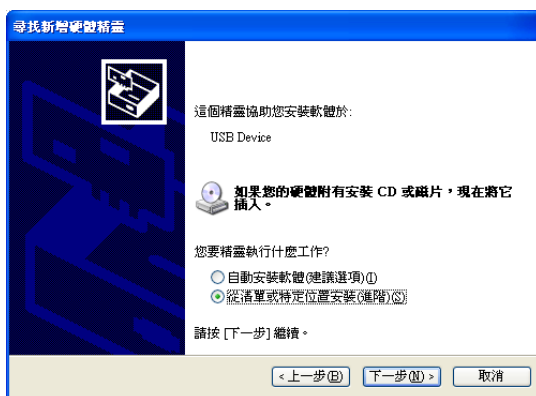 尋找新增硬體精靈
這個精靈協助您安裝軟體於:
USB Device
如果您的硬體附有安裝 CD 或磁片，現在將它
插入。
您要精靈執行什麼工作?
自動安裝軟體(建議選項)(I)
從清單或特定位置安裝(進階)(S)
請按 [下一步] 繼續。
<上一步(B) 下一步(N)> 取消